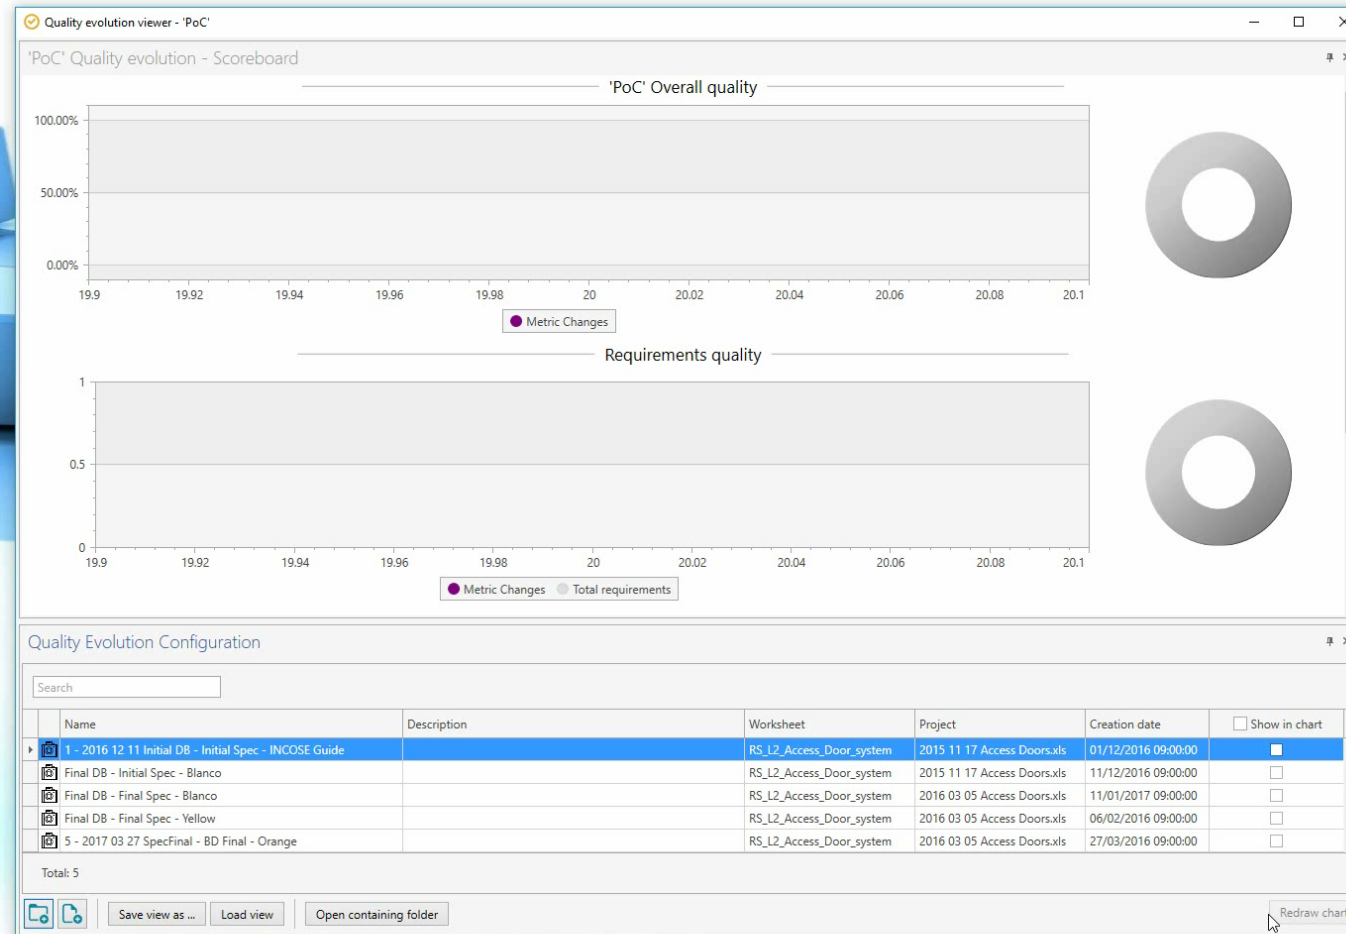 Quality evolution viewer - 'PoC'
'PoC' Quality evolution - Scoreboard
'PoC' Overall quality
100.00%
50.00%
0.00%
19.9 19.92 19.94 19.96 19.98 20 20.02 20.04 20.06 20.08 20.1
Metric Changes
Requirements quality
1
0.5
0
19.9 19.92 19.94 19.96 19.98 20 20.02 20.04 20.06 20.08 20.1
Metric Changes Total requirements
Quality Evolution Configuration
Search
Name Description Worksheet Project Creation date Show in chart
1 - 2016 12 11 Initial DB - Initial Spec - INCOSE Guide RS_L2_Access_Door_system 2015 11 17 Access Doors.xls 01/12/2016 09:00:00
Final DB - Initial Spec - Blanco RS_L2_Access_Door_system 2015 11 17 Access Doors.xls 11/12/2016 09:00:00
Final DB - Final Spec - Blanco RS_L2_Access_Door_system 2016 03 05 Access Doors.xls 11/01/2017 09:00:00
Final DB - Final Spec - Yellow RS_L2_Access_Door_system 2016 03 05 Access Doors.xls 06/02/2016 09:00:00
5 - 2017 03 27 SpecFinal - BD Final - Orange RS_L2_Access_Door_system 2016 03 05 Access Doors.xls 27/03/2016 09:00:00
Total: 5
Save view as ... Load view Open containing folder Redraw chart